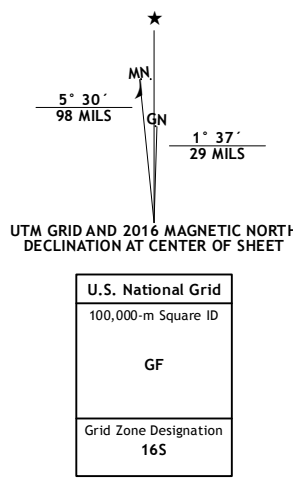 MN.
5° 30´
98 MILS
GN
1° 37´
29 MILS
UTM GRID AND 2016 MAGNETIC NORTH
DECLINATION AT CENTER OF SHEET
U.S. National Grid
100,000-m Square ID
GF
Grid Zone Designation
16S